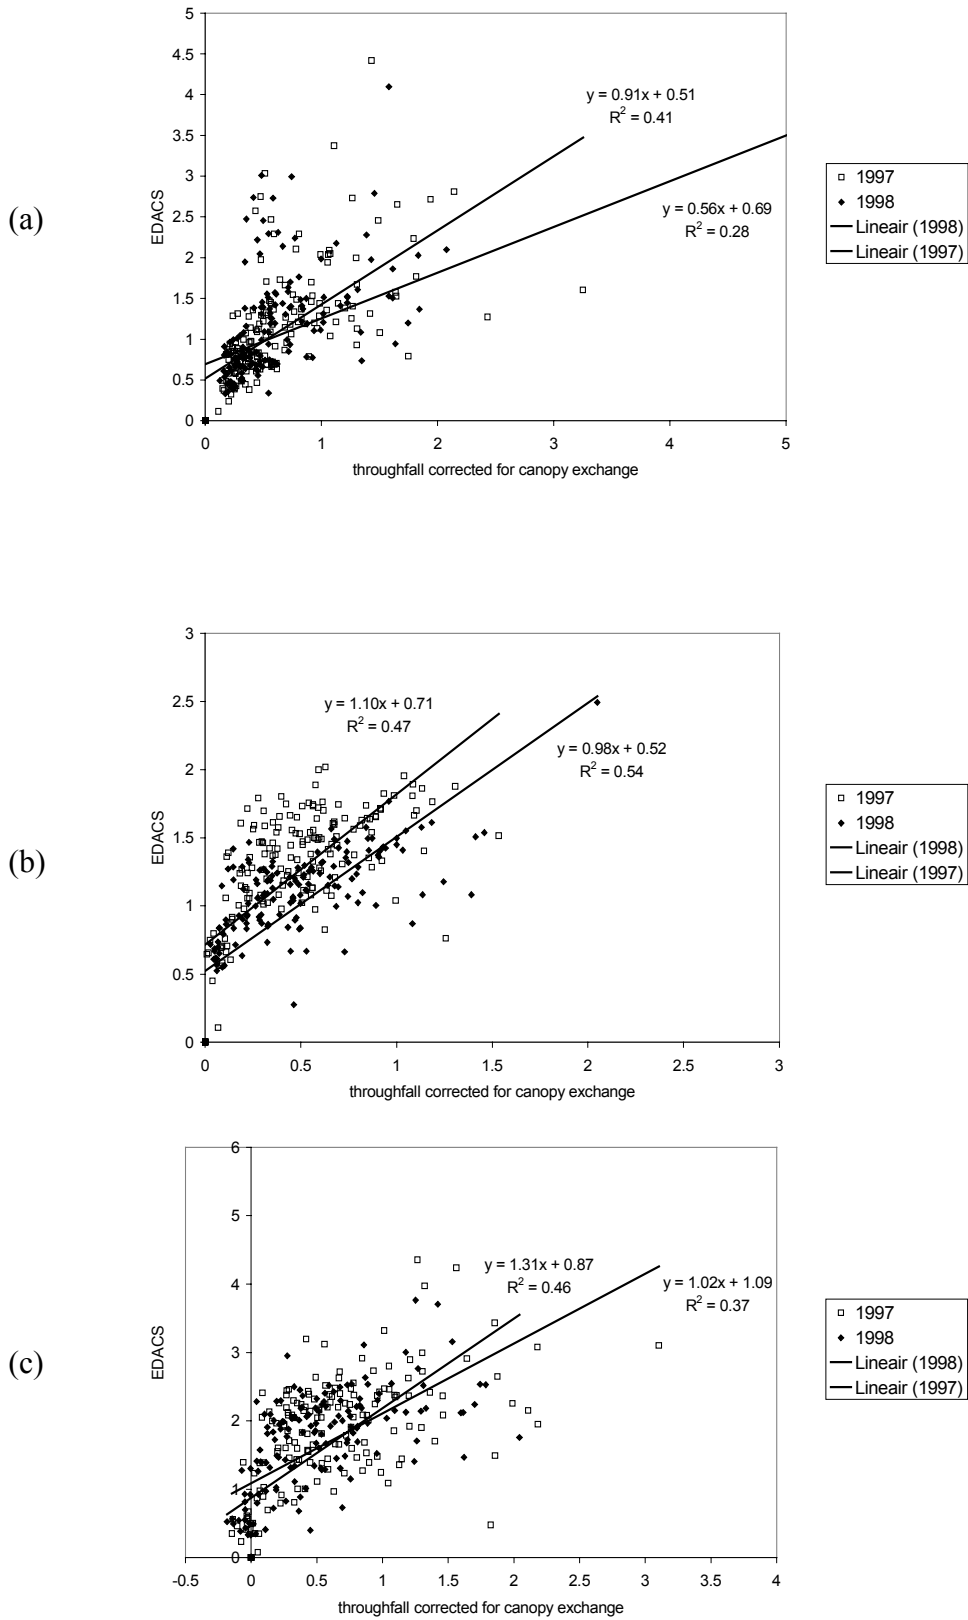 (a)
5
4.5
4
3.5
3
2.5
2
1.5
1
0.5
0
EDACS
y = 0.91x + 0.51
R² = 0.41
y = 0.56x + 0.69
R² = 0.28
0 1 2 3 4 5
throughfall corrected for canopy exchange
1997
1998
Lineair (1998)
Lineair (1997)
(b)
3
2.5
2
1.5
1
0.5
0
EDACS
y = 1.10x + 0.71
R² = 0.47
y = 0.98x + 0.52
R² = 0.54
0 0.5 1 1.5 2 2.5 3
throughfall corrected for canopy exchange
1997
1998
Lineair (1998)
Lineair (1997)
(c)
6
5
4
3
2
1
0
EDACS
y = 1.31x + 0.87
R² = 0.46
y = 1.02x + 1.09
R² = 0.37
-0.5 0 0.5 1 1.5 2 2.5 3 3.5 4
throughfall corrected for canopy exchange
1997
1998
Lineair (1998)
Lineair (1997)